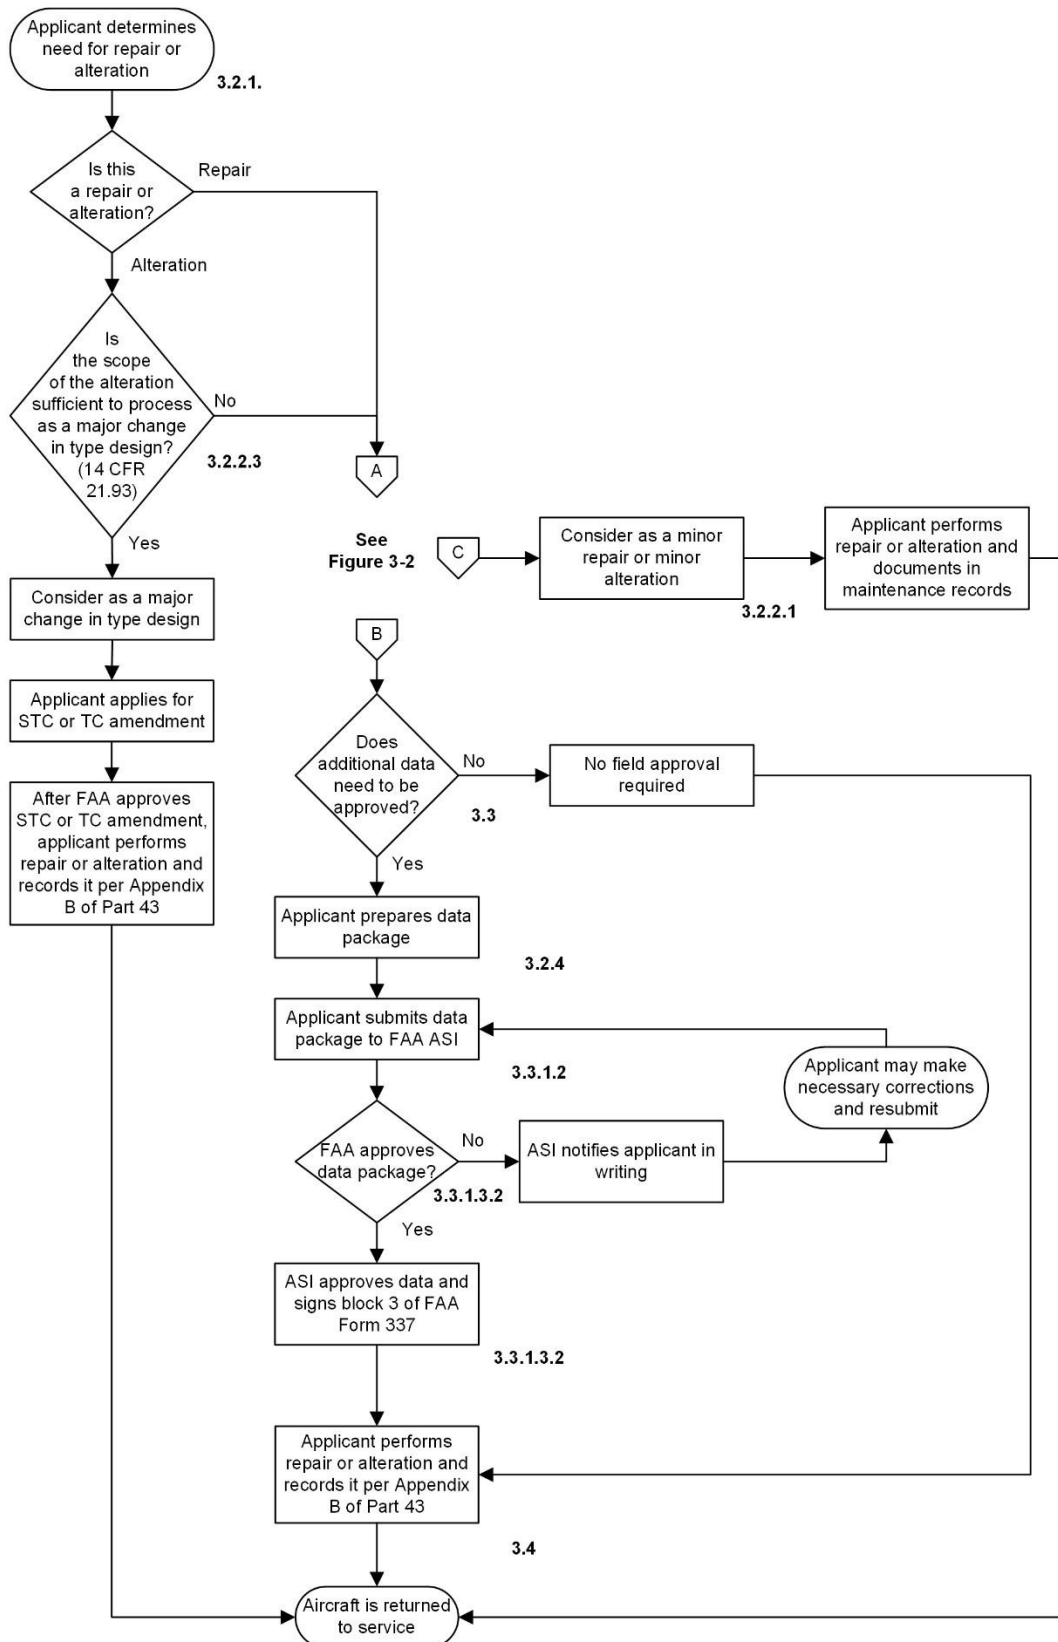 Applicant determines
need for repair or
alteration
3.2.1.
Is this
a repair or
alteration?
Repair
Alteration
Is
the scope
of the alteration
sufficient to process
as a major change
in type design?
(14 CFR
21.93)
No
3.2.2.3
Yes
A
See
Figure 3-2
C
Consider as a minor
repair or minor
alteration
3.2.2.1
Applicant performs
repair or alteration and
documents in
maintenance records
Consider as a major
change in type design
Applicant applies for
STC or TC amendment
After FAA approves
STC or TC amendment,
applicant performs
repair or alteration and
records it per Appendix
B of Part 43
B
Does
additional data
need to be
approved?
No
3.3
No field approval
required
Yes
Applicant prepares data
package
3.2.4
Applicant submits data
package to FAA ASI
3.3.1.2
Applicant may make
necessary corrections
and resubmit
FAA approves
data package?
No
3.3.1.3.2
ASI notifies applicant in
writing
Yes
ASI approves data and
signs block 3 of FAA
Form 337
3.3.1.3.2
Applicant performs
repair or alteration and
records it per Appendix
B of Part 43
3.4
Aircraft is returned
to service